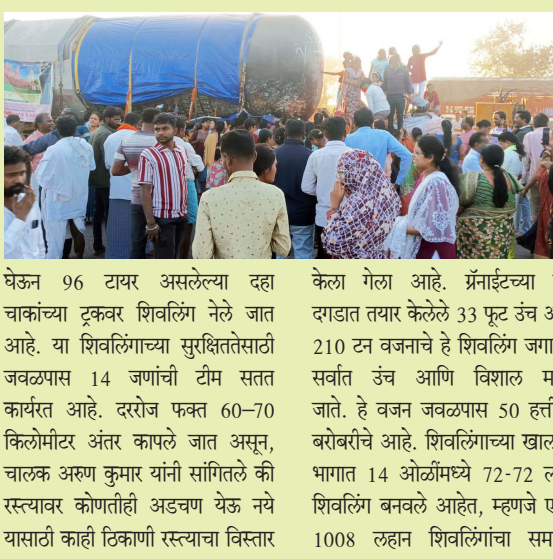 घेऊन 96 टायर असलेल्या दहा
चाकांच्या ट्रकवर शिवलिंग नेले जात
आहे. या शिवलिंगाच्या सुरक्षिततेसाठी
जवळपास 14 जणांची टीम सतत
कार्यरत आहे. दररोज फक्त 60–70
किलोमीटर अंतर कापले जात असून,
चालक अरुण कुमार यांनी सांगितले की
रस्त्यावर कोणतीही अडचण येऊ नये
यासाठी काही ठिकाणी रस्त्याचा विस्तार
केला गेला आहे. ग्रॅनाईटच्या
दगडात तयार केलेले 33 फूट उंच
210 टन वजनाचे हे शिवलिंग
सर्वात उंच आणि विशाल
जाते. हे वजन जवळपास 50
बरोबरीचे आहे. शिवलिंगाच्या
भागात 14 ओळींमध्ये 72-72
शिवलिंग बनवले आहेत, म्हणजे
1008 लहान शिवलिंगांचा